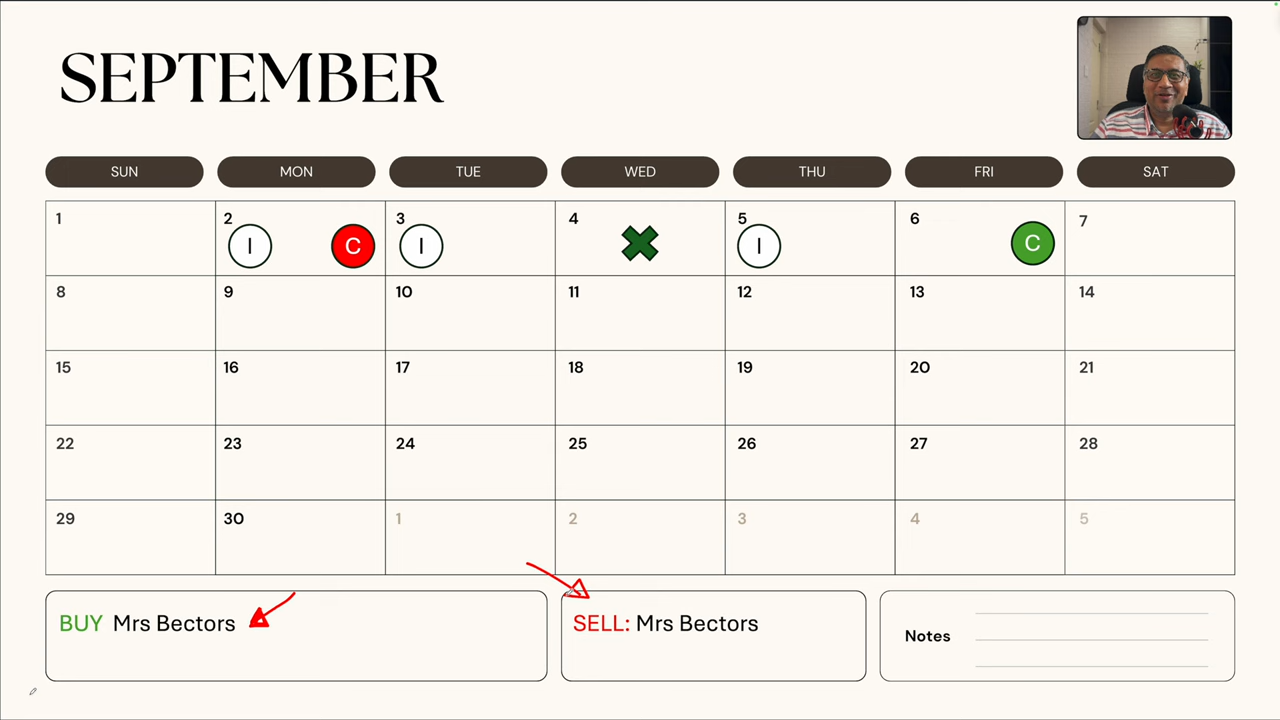 SEPTEMBER
SUN MON TUE WED THU FRI SAT
1 2 3 4 5 6 7
I C I I C
8 9 10 11 12 13 14
15 16 17 18 19 20 21
22 23 24 25 26 27 28
29 30 1 2 3 4 5
BUY Mrs Bectors
SELL: Mrs Bectors
Notes